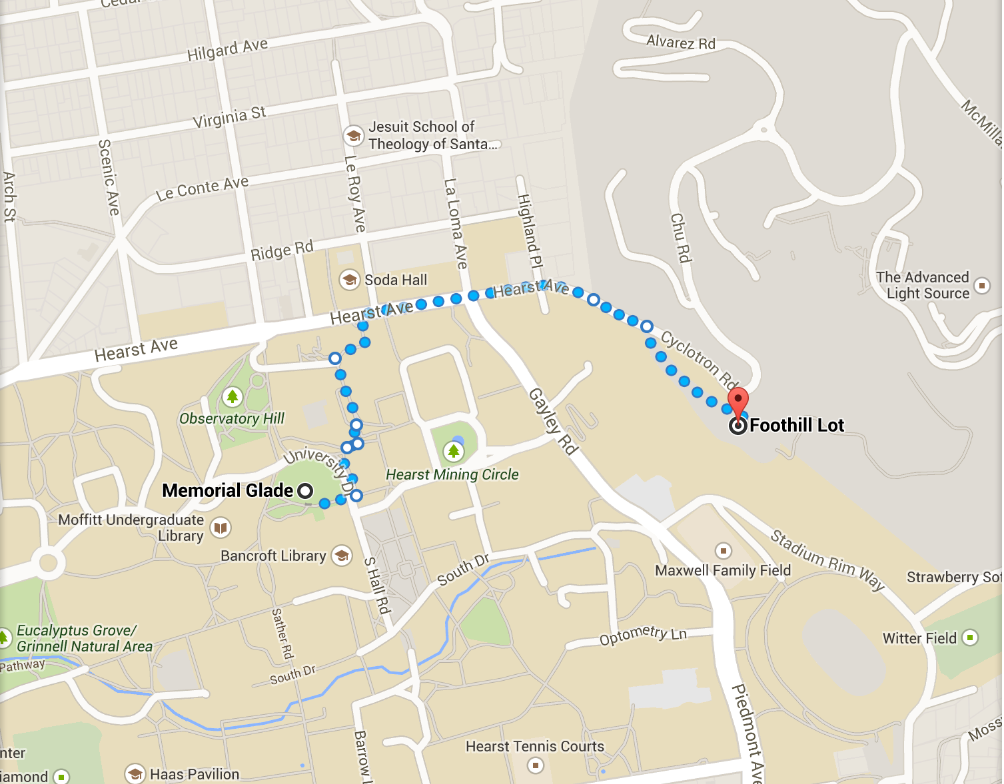 Cedar
Hilgard Ave
Alvarez Rd
McMillan
Virginia St
Jesuit School of
Theology of Santa...
Scenic Ave
Arch St
Le Conte Ave
Le Roy Ave
La Loma Ave
Highland Pl
Chu Rd
Ridge Rd
Soda Hall
The Advanced
Light Source
Hearst Ave
Hearst Ave
Hearst Ave
Cyclotron Rd
Observatory Hill
Gayley Rd
Foothill Lot
University Dr
Hearst Mining Circle
Memorial Glade
Moffitt Undergraduate
Library
Bancroft Library
S Hall Rd
South Dr
Maxwell Family Field
Stadium Rim Way
Strawberry
Sather Rd
Eucalyptus Grove/
Grinnell Natural Area
Optometry Ln
Witter Field
Pathway
South Dr
Piedmont Ave
Barrow
Hearst Tennis Courts
Haas Pavilion